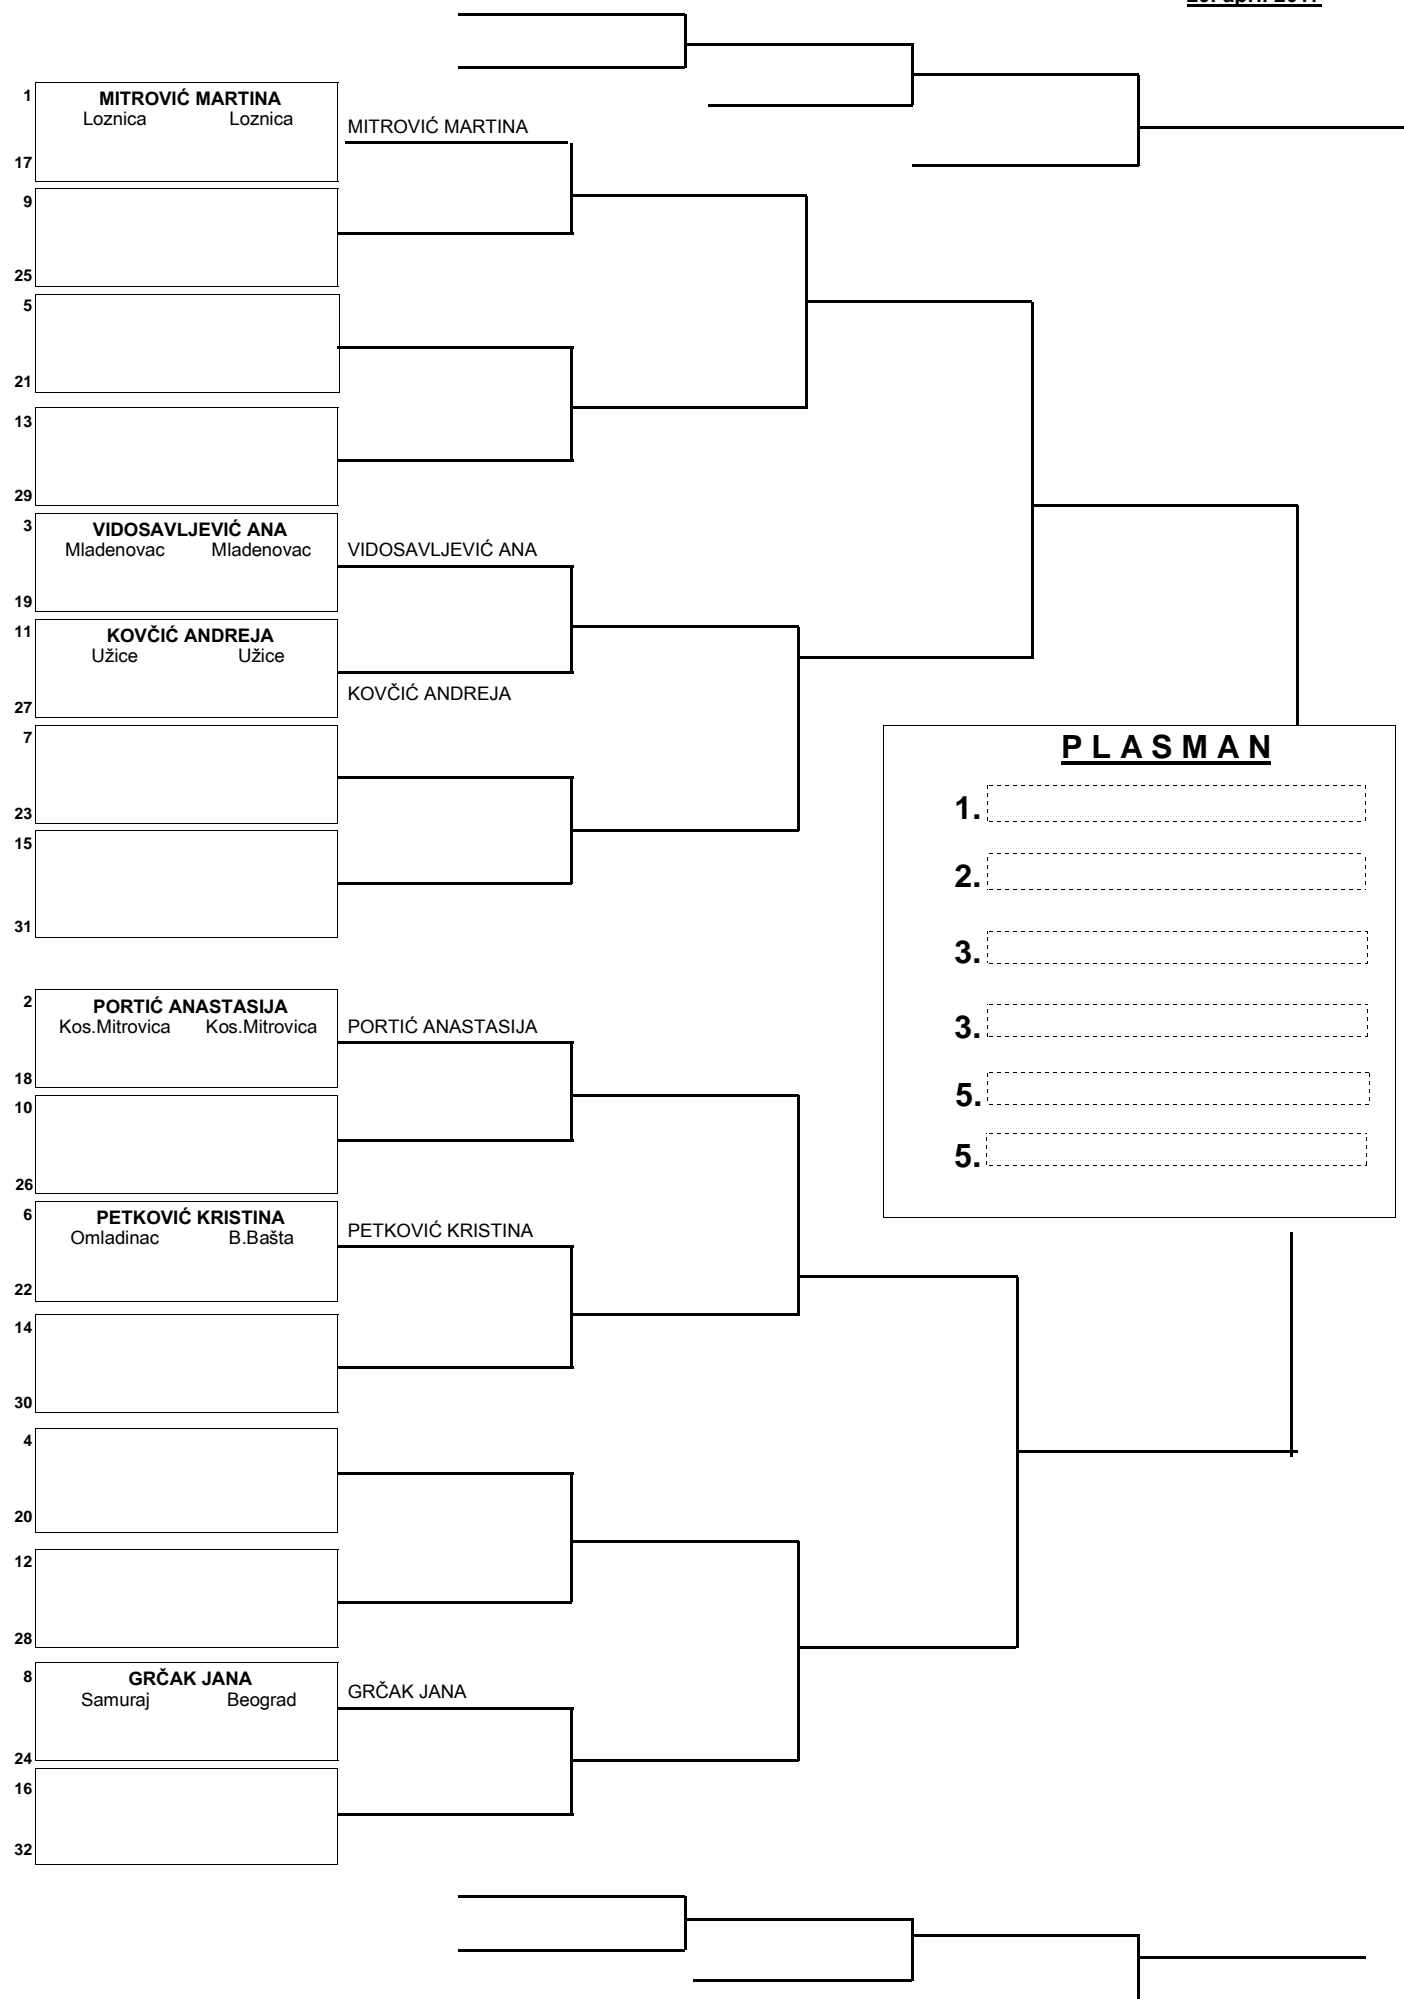 1
MITROVIĆ MARTINA
Loznica Loznica
MITROVIĆ MARTINA
17
9
25
5
21
13
29
3
VIDOSAVLJEVIĆ ANA
Mladenovac Mladenovac
VIDOSAVLJEVIĆ ANA
19
11
KOVČIĆ ANDREJA
Užice Užice
KOVČIĆ ANDREJA
27
7
23
15
31
P L A S M A N
1.
2.
3.
3.
5.
5.
2
PORTIĆ ANASTASIJA
Kos.Mitrovica Kos.Mitrovica
PORTIĆ ANASTASIJA
18
10
26
6
PETKOVIĆ KRISTINA
Omladinac B.Bašta
PETKOVIĆ KRISTINA
22
14
30
4
20
12
28
8
GRČAK JANA
Samuraj Beograd
GRČAK JANA
24
16
32